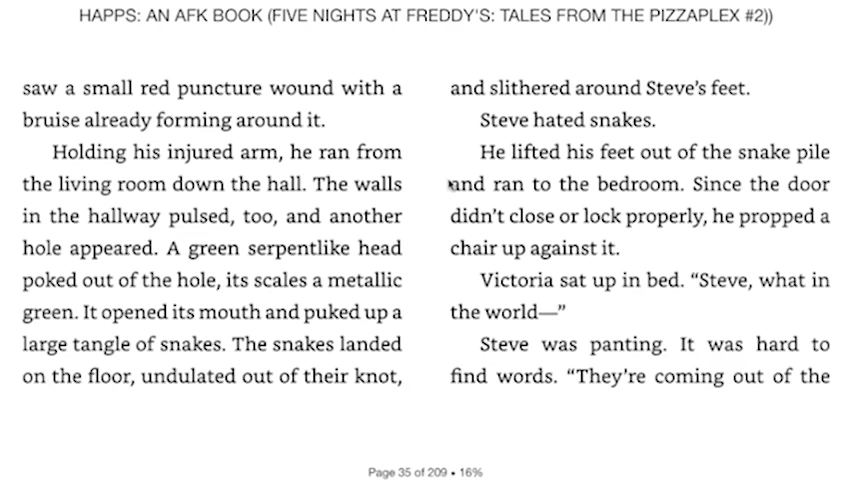 HAPPS: AN AFK BOOK (FIVE NIGHTS AT FREDDY'S: TALES FROM THE PIZZAPLEX #2))
saw a small red puncture wound with a
bruise already forming around it.
Holding his injured arm, he ran from
the living room down the hall. The walls
in the hallway pulsed, too, and another
hole appeared. A green serpentlike head
poked out of the hole, its scales a metallic
green. It opened its mouth and puked up a
large tangle of snakes. The snakes landed
on the floor, undulated out of their knot,
and slithered around Steve's feet.
Steve hated snakes.
He lifted his feet out of the snake pile
and ran to the bedroom. Since the door
didn't close or lock properly, he propped a
chair up against it.
Victoria sat up in bed. “Steve, what in
the world—”
Steve was panting. It was hard to
find words. “They're coming out of the
Page 35 of 209 • 16%